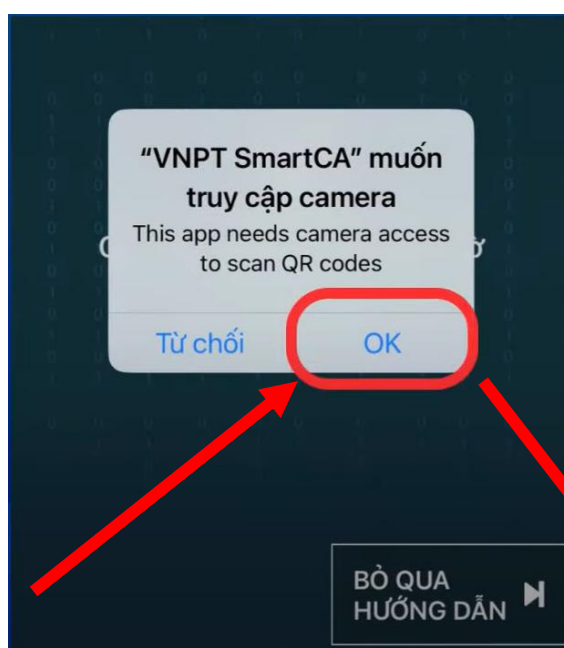 “VNPT SmartCA” muốn
truy cập camera
This app needs camera access
to scan QR codes
Từ chối
OK
BỎ QUA
HƯỚNG DẪN